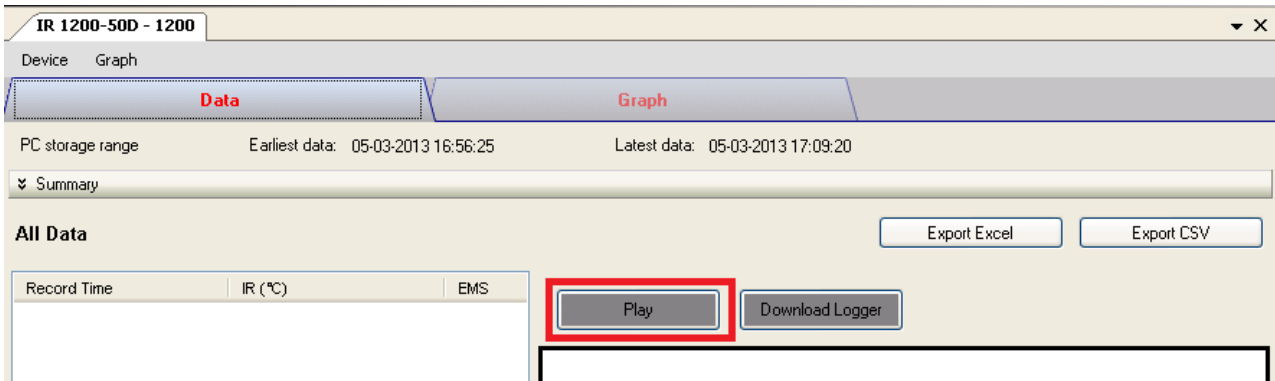 IR 1200-50D - 1200
Device Graph
Data Graph
PC storage range Earliest data: 05-03-2013 16:56:25 Latest data: 05-03-2013 17:09:20
Summary
All Data Export Excel Export CSV
Record Time IR (℃) EMS
Play Download Logger